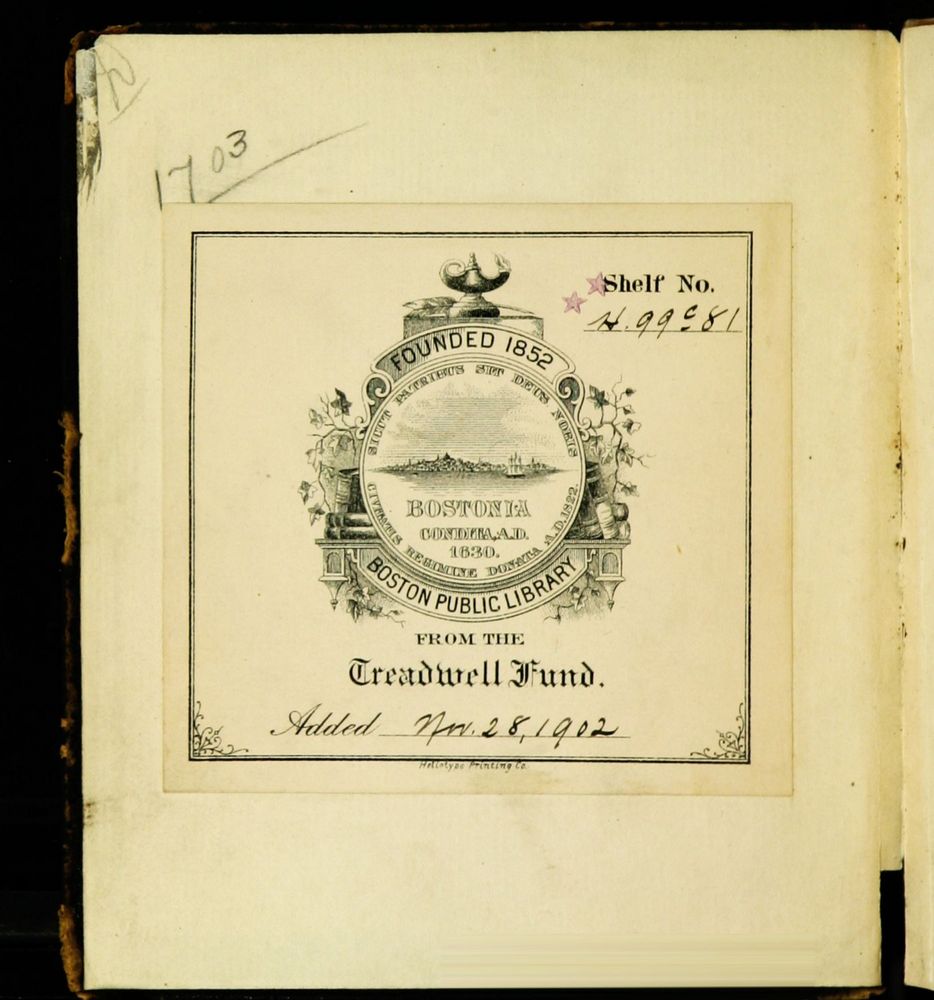 1703
Shelf No.
H.99c81
FOUNDED 1852
SICUT PATRIBUS SIT DEUS NOBIS
BOSTONIA
CONDITA, A.D.
1630.
CIVITATIS REGIMINE DONATA A.D. 1822.
BOSTON PUBLIC LIBRARY
FROM THE
Treadwell Fund.
Added Nov. 28, 1902
Heliotype Printing Co.